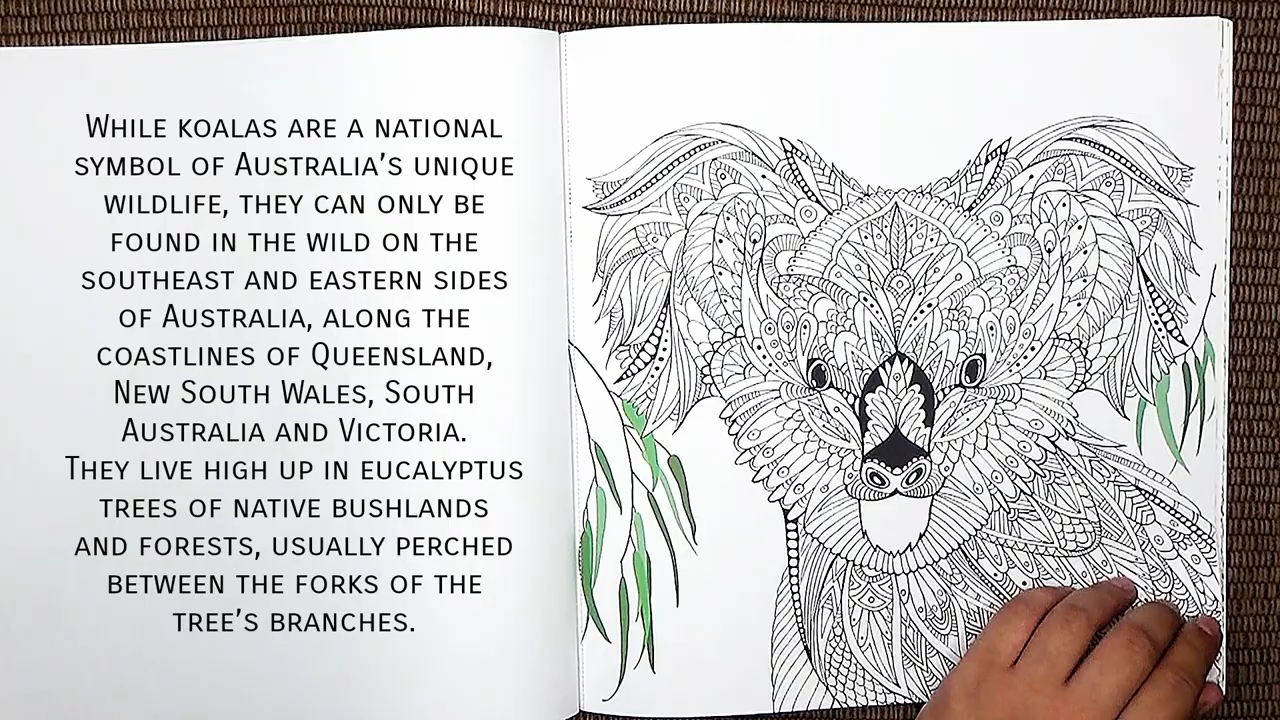 While koalas are a national
symbol of Australia's unique
wildlife, they can only be
found in the wild on the
southeast and eastern sides
of Australia, along the
coastlines of Queensland,
New South Wales, South
Australia and Victoria.
They live high up in eucalyptus
trees of native bushlands
and forests, usually perched
between the forks of the
tree's branches.